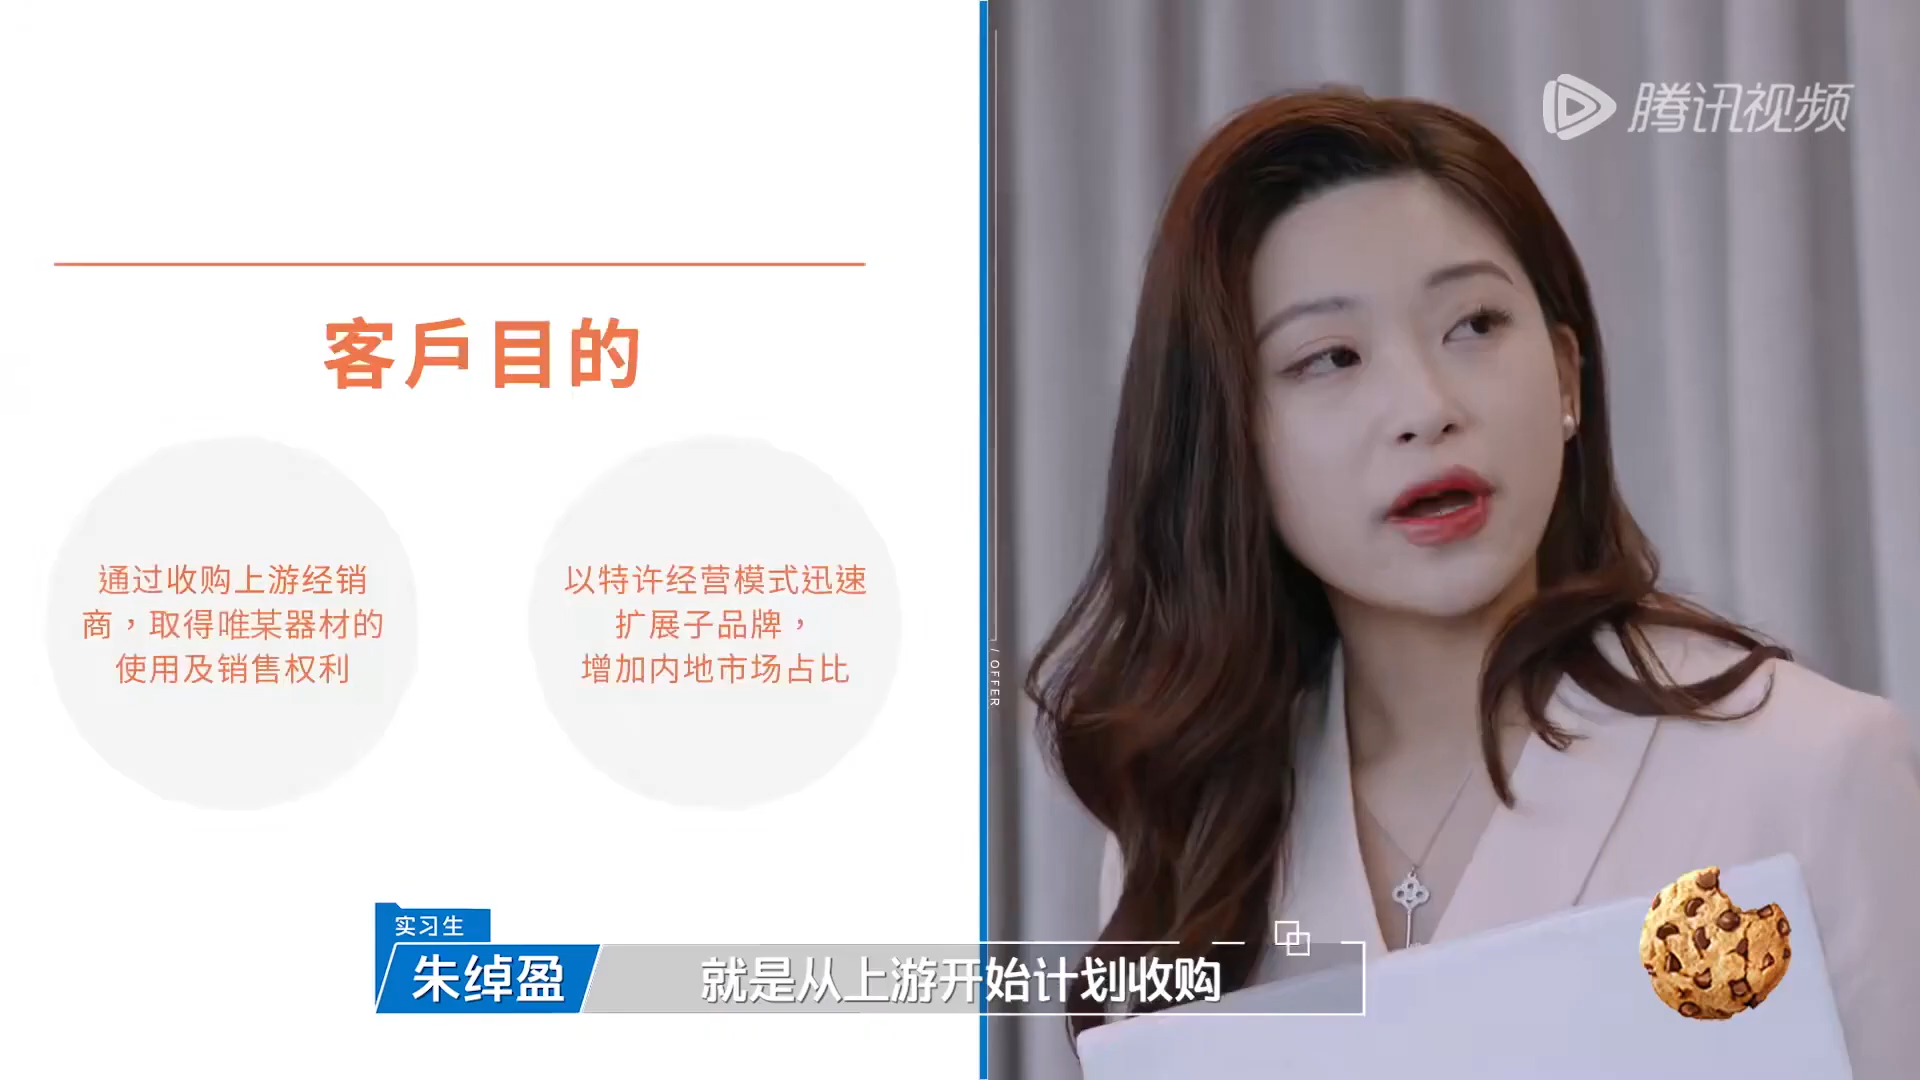 腾讯视频
客戶目的
通过收购上游经销
商，取得唯某器材的
使用及销售权利
以特许经营模式迅速
扩展子品牌，
增加内地市场占比
/ OFFER
实习生
朱绰盈
就是从上游开始计划收购